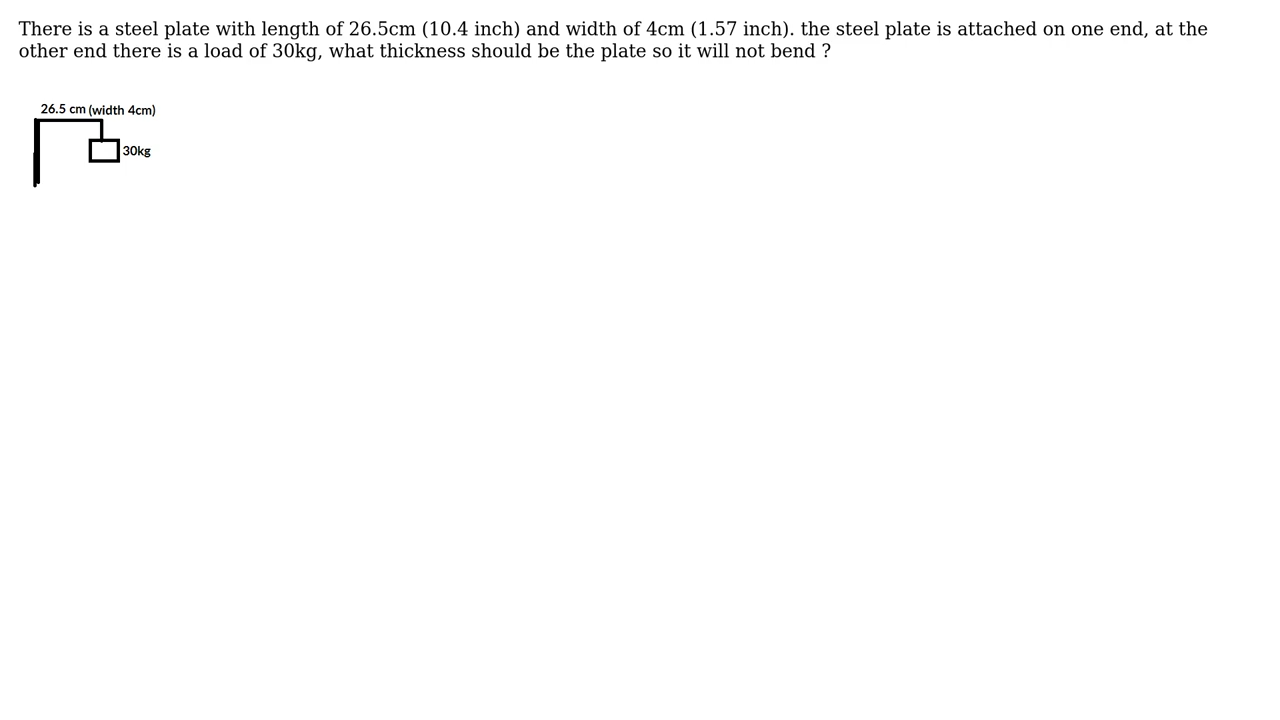 There is a steel plate with length of 26.5cm (10.4 inch) and width of 4cm (1.57 inch). the steel plate is attached on one end, at the
other end there is a load of 30kg, what thickness should be the plate so it will not bend ?
26.5 cm (width 4cm)
30kg